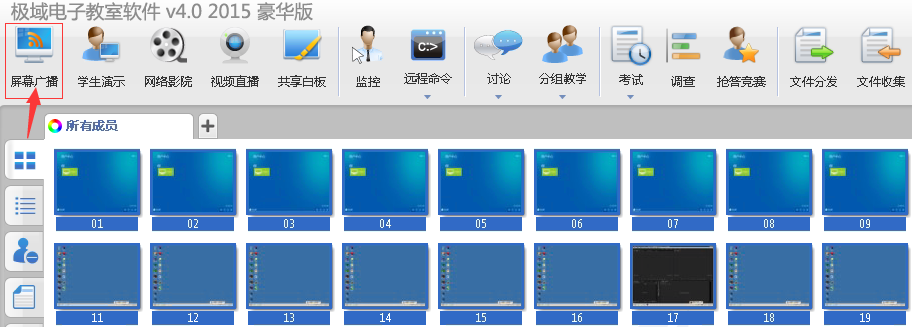 极域电子教室软件 v4.0 2015 豪华版
屏幕广播 学生演示 网络影院 视频直播 共享白板 监控 远程命令 讨论 分组教学 考试 调查 抢答竞赛 文件分发 文件收集
C:>
所有成员
01 02 03 04 05 06 07 08 09
11 12 13 14 15 16 17 18 19